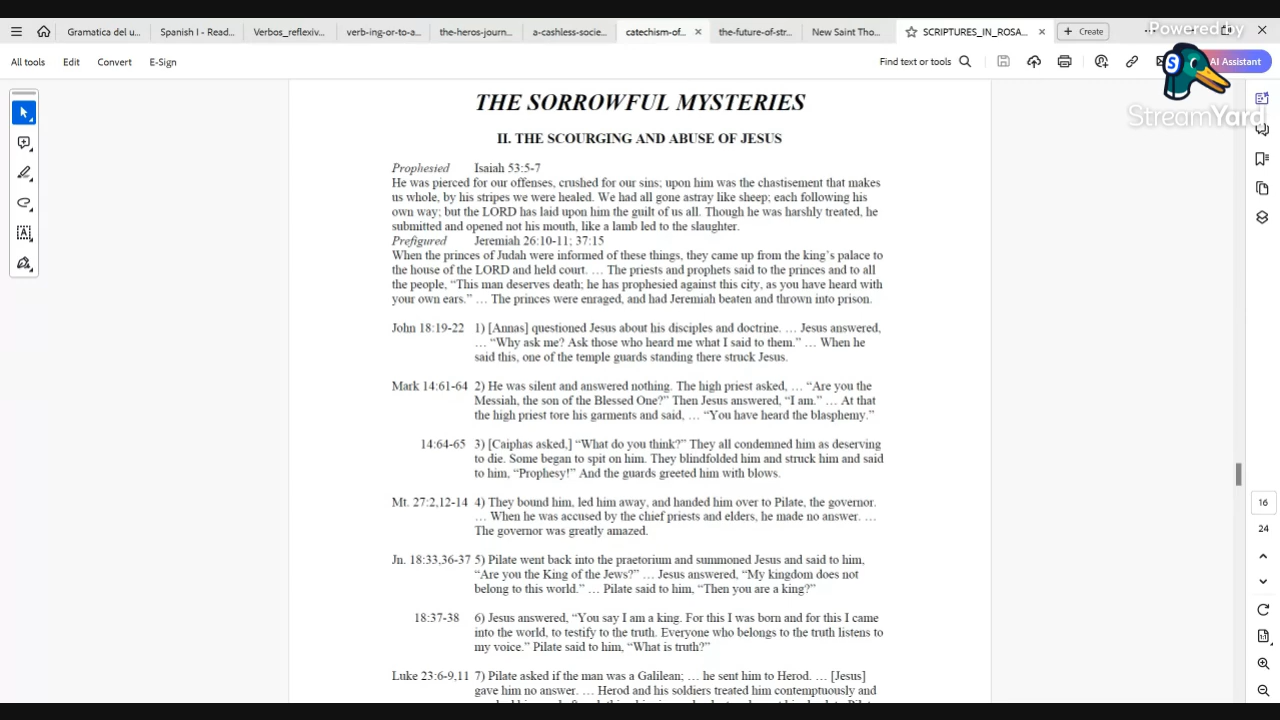 Gramatica del u...
Spanish I - Read...
Verbos_reflexiv...
verb-ing-or-to-a...
the-heros-journ...
a-cashless-socie...
catechism-of...
the-future-of-str...
New Saint Tho...
SCRIPTURES_IN_ROSA...
Create
Powered by
All tools
Edit
Convert
E-Sign
Find text or tools
AI Assistant
StreamYard
THE SORROWFUL MYSTERIES
II. THE SCOURGING AND ABUSE OF JESUS
Prophesied Isaiah 53:5-7
He was pierced for our offenses, crushed for our sins; upon him was the chastisement that makes
us whole, by his stripes we were healed. We had all gone astray like sheep; each following his
own way; but the LORD has laid upon him the guilt of us all. Though he was harshly treated, he
submitted and opened not his mouth, like a lamb led to the slaughter.
Prefigured Jeremiah 26:10-11; 37:15
When the princes of Judah were informed of these things, they came up from the king's palace to
the house of the LORD and held court. … The priests and prophets said to the princes and to all
the people, “This man deserves death; he has prophesied against this city, as you have heard with
your own ears.” … The princes were enraged, and had Jeremiah beaten and thrown into prison.
John 18:19-22 1) [Annas] questioned Jesus about his disciples and doctrine. … Jesus answered,
… “Why ask me? Ask those who heard me what I said to them.” … When he
said this, one of the temple guards standing there struck Jesus.
Mark 14:61-64 2) He was silent and answered nothing. The high priest asked, … “Are you the
Messiah, the son of the Blessed One?” Then Jesus answered, “I am.” … At that
the high priest tore his garments and said, … “You have heard the blasphemy.”
14:64-65 3) [Caiphas asked,] “What do you think?” They all condemned him as deserving
to die. Some began to spit on him. They blindfolded him and struck him and said
to him, “Prophesy!” And the guards greeted him with blows.
Mt. 27:2,12-14 4) They bound him, led him away, and handed him over to Pilate, the governor.
… When he was accused by the chief priests and elders, he made no answer. …
The governor was greatly amazed.
Jn. 18:33,36-37 5) Pilate went back into the praetorium and summoned Jesus and said to him,
“Are you the King of the Jews?” … Jesus answered, “My kingdom does not
belong to this world.” … Pilate said to him, “Then you are a king?”
18:37-38 6) Jesus answered, “You say I am a king. For this I was born and for this I came
into the world, to testify to the truth. Everyone who belongs to the truth listens to
my voice.” Pilate said to him, “What is truth?”
Luke 23:6-9,11 7) Pilate asked if the man was a Galilean; … he sent him to Herod. … [Jesus]
gave him no answer. … Herod and his soldiers treated him contemptuously and
16
24